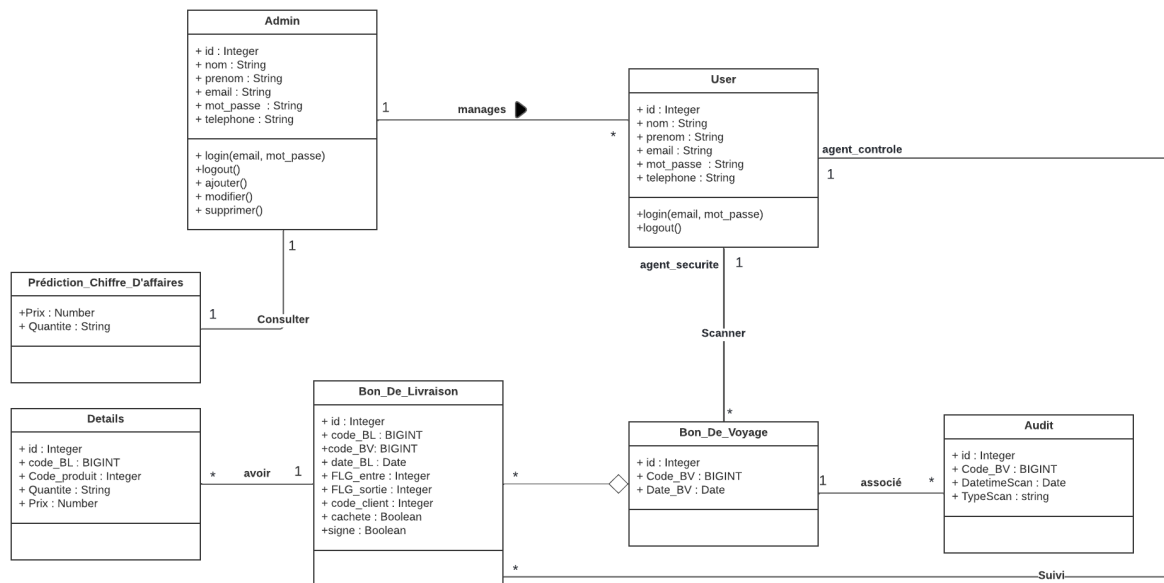 Admin
+ id : Integer
+ nom : String
+ prenom : String
+ email : String
+ mot_passe : String
+ telephone : String
+ login(email, mot_passe)
+logout()
+ ajouter()
+ modifier()
+ supprimer()
1
manages
*
User
+ id : Integer
+ nom : String
+ prenom : String
+ email : String
+ mot_passe : String
+ telephone : String
+login(email, mot_passe)
+logout()
agent_controle
1
agent_securite
1
Scanner
*
1
Consulter
1
Prédiction_Chiffre_D'affaires
+Prix : Number
+ Quantite : String
Details
+ id : Integer
+ code_BL : BIGINT
+ Code_produit : Integer
+ Quantite : String
+ Prix : Number
*
avoir
1
Bon_De_Livraison
+ id : Integer
+ code_BL : BIGINT
+code_BV: BIGINT
+ date_BL : Date
+ FLG_entre : Integer
+ FLG_sortie : Integer
+ code_client : Integer
+ cachete : Boolean
+signe : Boolean
*
Bon_De_Voyage
+ id : Integer
+ Code_BV : BIGINT
+ Date_BV : Date
1
associé
*
Audit
+ id : Integer
+ Code_BV : BIGINT
+ DatetimeScan : Date
+ TypeScan : string
*
Suivi